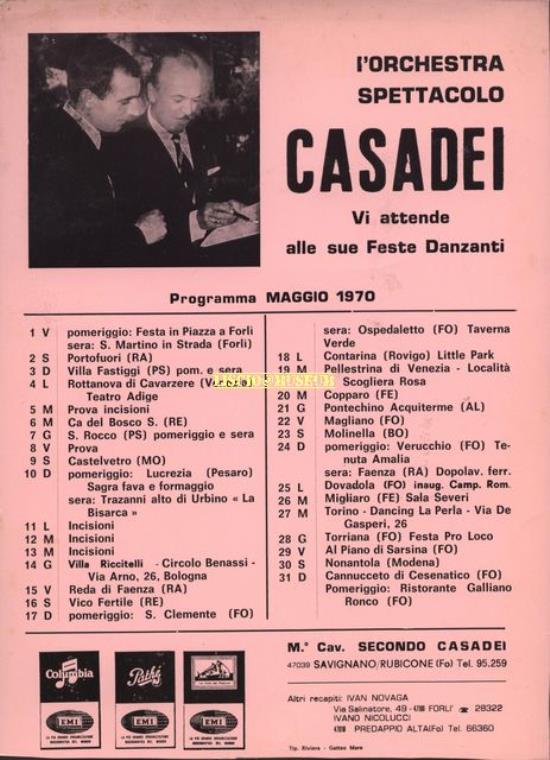 l'ORCHESTRA
SPETTACOLO
CASADEI
Vi attende
alle sue Feste Danzanti
Programma MAGGIO 1970
1 V pomeriggio: Festa in Piazza a Forlì
sera: S. Martino in Strada (Forlì)
2 S Portofuori (RA)
3 D Villa Fastiggi (PS) pom. e sera
4 L Rottanova di Cavarzere
Teatro Adige
5 M Prova incisioni
6 M Ca del Bosco S. (RE)
7 G S. Rocco (PS) pomeriggio e sera
8 V Prova
9 S Castelvetro (MO)
10 D pomeriggio: Lucrezia (Pesaro)
Sagra fava e formaggio
sera: Trazanni alto di Urbino « La
Bisarca »
11 L Incisioni
12 M Incisioni
13 M Incisioni
14 G Villa Riccitelli - Circolo Benassi -
Via Arno, 26, Bologna
15 V Reda di Faenza (RA)
16 S Vico Fertile (RE)
17 D pomeriggio: S. Clemente (FO)
sera: Ospedaletto (FO) Taverna
Verde
18 L Contarina (Rovigo) Little Park
19 M Pellestrina di Venezia - Località
Scogliera Rosa
20 M Copparo (FE)
21 G Pontechino Acquiterme (AL)
22 V Magliano (FO)
23 S Molinella (BO)
24 D pomeriggio: Verucchio (FO) Te-
nuta Amalia
sera: Faenza (RA) Dopolav. ferr.
25 L Dovadola (FO) inaug. Camp. Rom.
26 M Migliaro (FE) Sala Severi
27 M Torino - Dancing La Perla - Via De
Gasperi, 26
28 G Torriana (FO) Festa Pro Loco
29 V Al Piano di Sarsina (FO)
30 S Nonantola (Modena)
31 D Cannucceto di Cesenatico (FO)
Pomeriggio: Ristorante Galliano
Ronco (FO)
M.° Cav. SECONDO CASADEI
47039 SAVIGNANO/RUBICONE (Fo) Tel. 95.259
Altri recapiti: IVAN NOVAGA
Via Salinatore, 49 - 47100 FORLI' ☎ 28322
IVANO NICOLUCCI
47010 PREDAPPIO ALTA(Fo) Tel. 66360
Tip. Riviera - Gatteo Mare
Columbia
Pathé
EMI
EMI
EMI